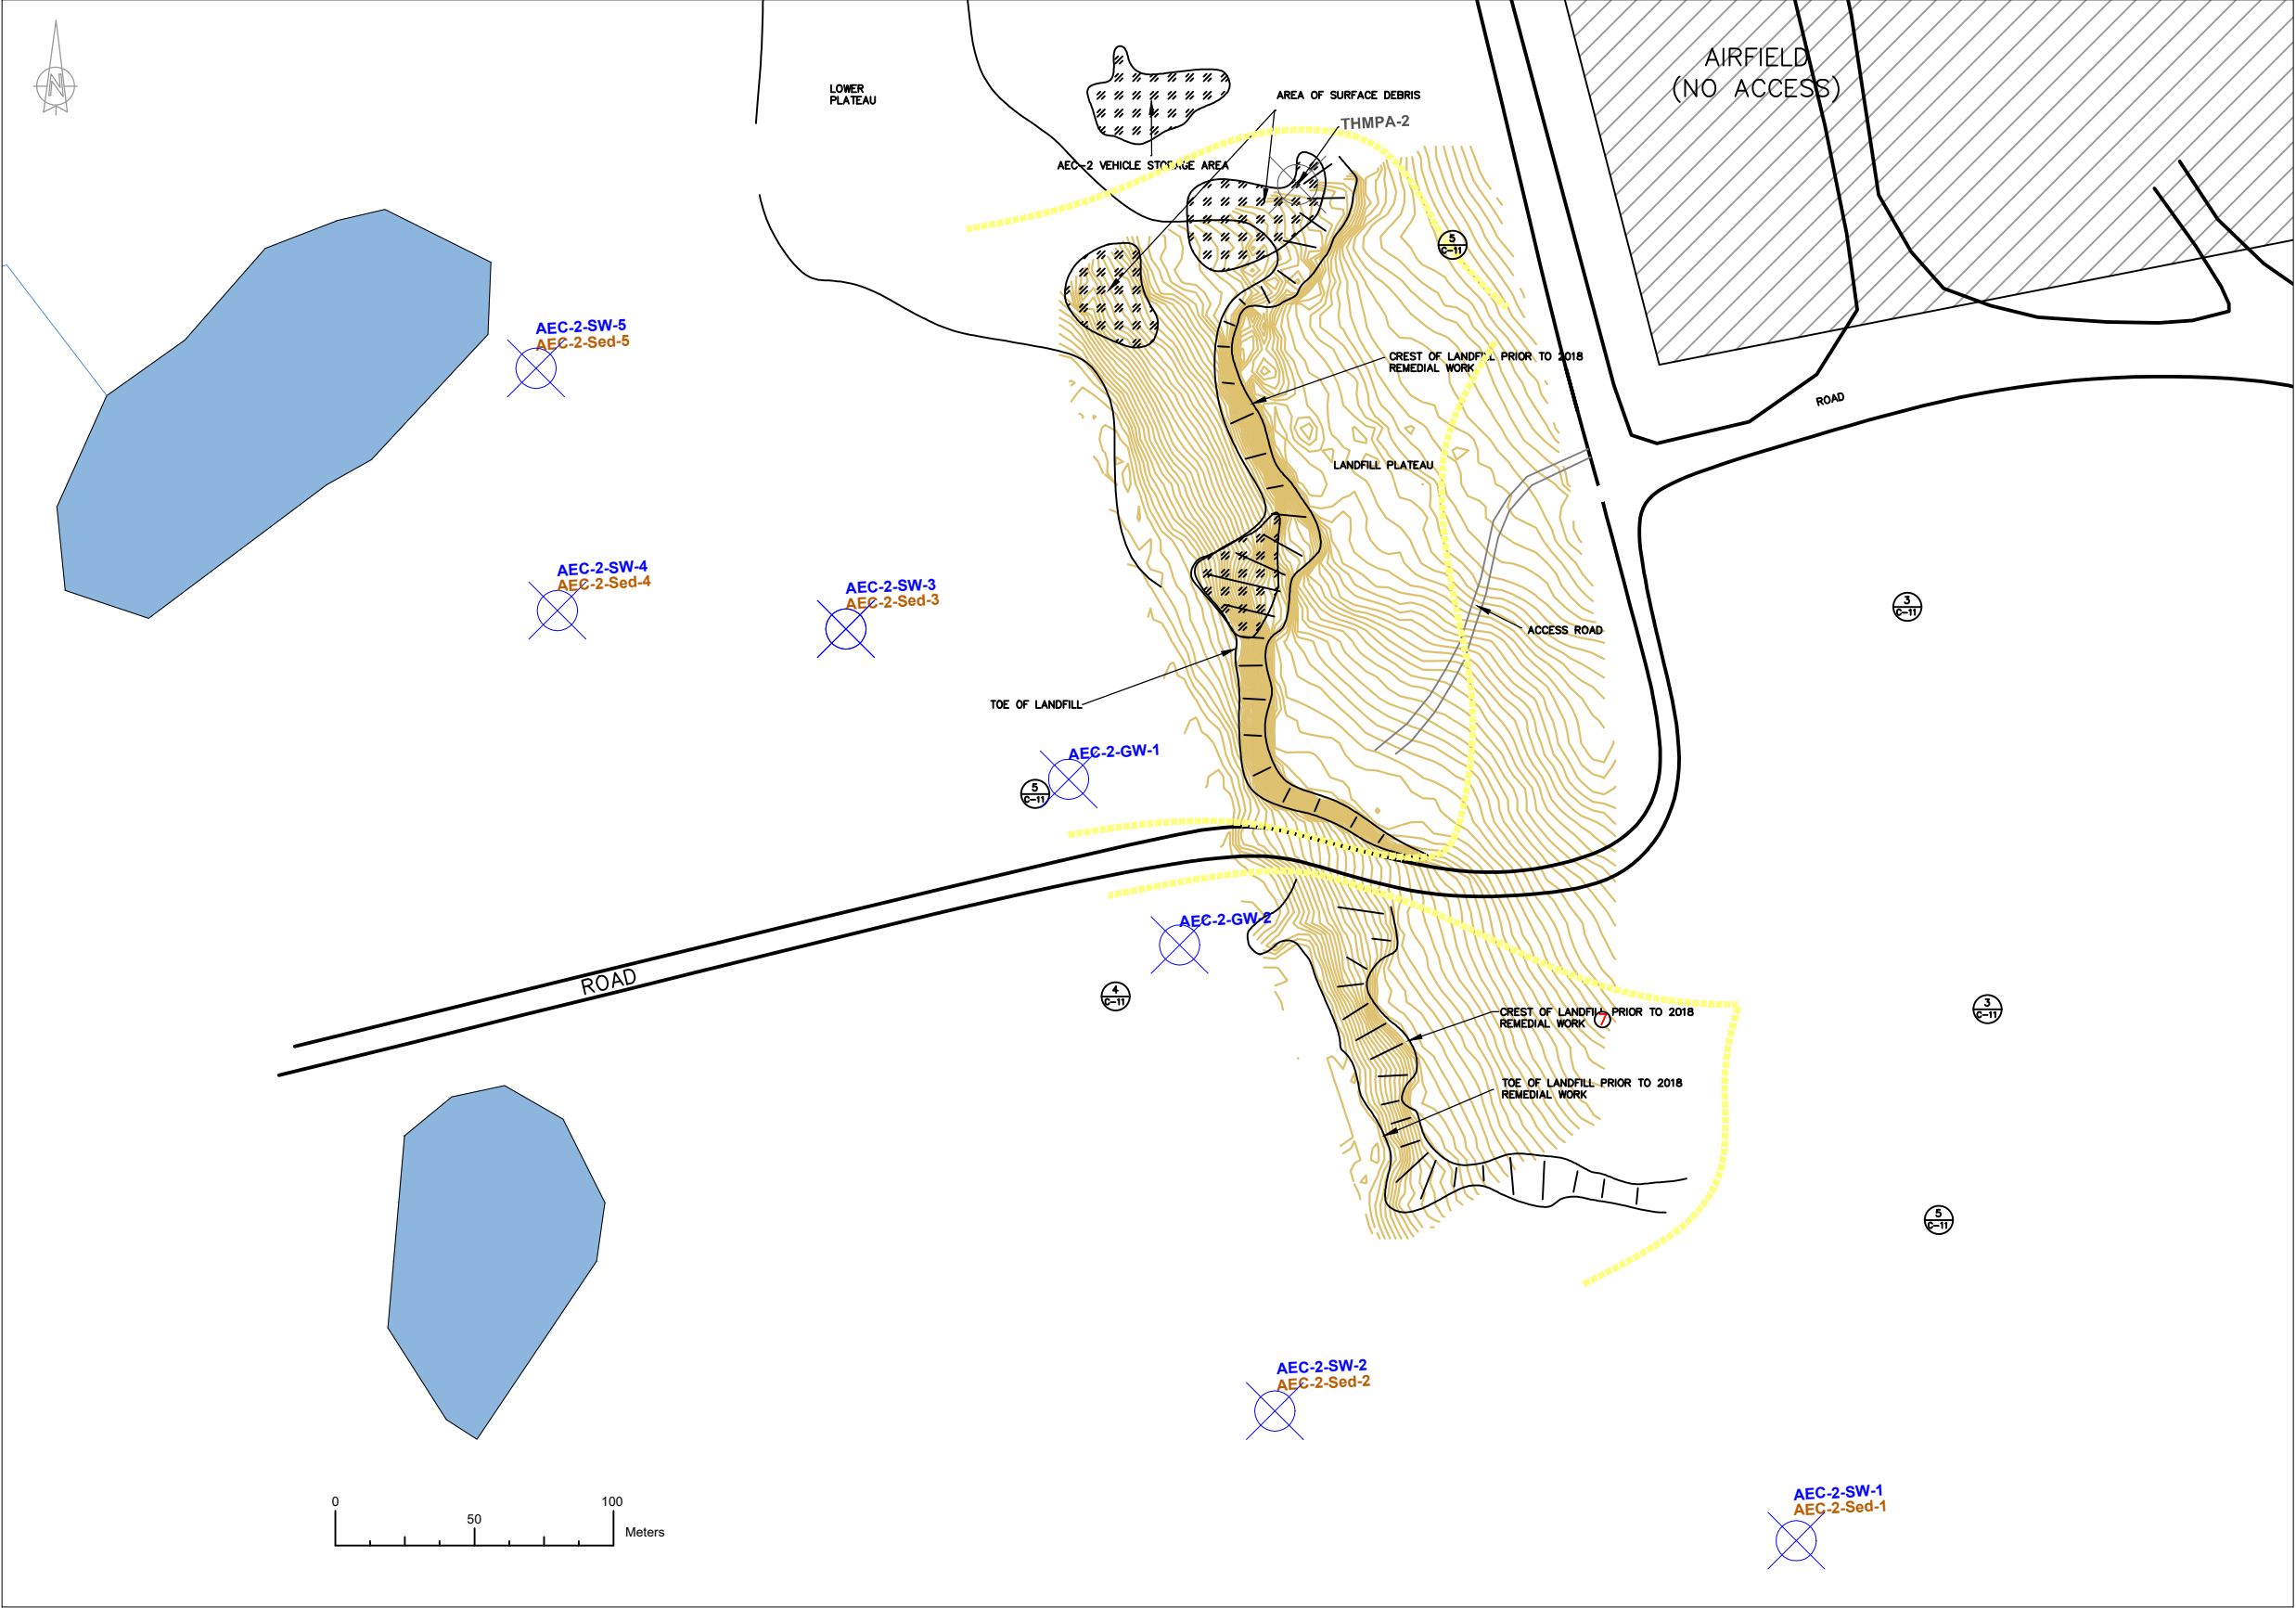 N
LOWER
PLATEAU
AIRFIELD
(NO ACCESS)
AREA OF SURFACE DEBRIS
THMPA-2
AEC-2 VEHICLE STORAGE AREA
5
C-11
AEC-2-SW-5
AEC-2-Sed-5
CREST OF LANDFILL PRIOR TO 2018
REMEDIAL WORK
ROAD
LANDFILL PLATEAU
AEC-2-SW-4
AEC-2-Sed-4
AEC-2-SW-3
AEC-2-Sed-3
3
C-11
ACCESS ROAD
TOE OF LANDFILL
AEC-2-GW-1
5
C-11
AEC-2-GW-2
ROAD
4
C-11
CREST OF LANDFILL PRIOR TO 2018
REMEDIAL WORK 7
3
C-11
TOE OF LANDFILL PRIOR TO 2018
REMEDIAL WORK
5
C-11
AEC-2-SW-2
AEC-2-Sed-2
AEC-2-SW-1
AEC-2-Sed-1
0
50
100
Meters